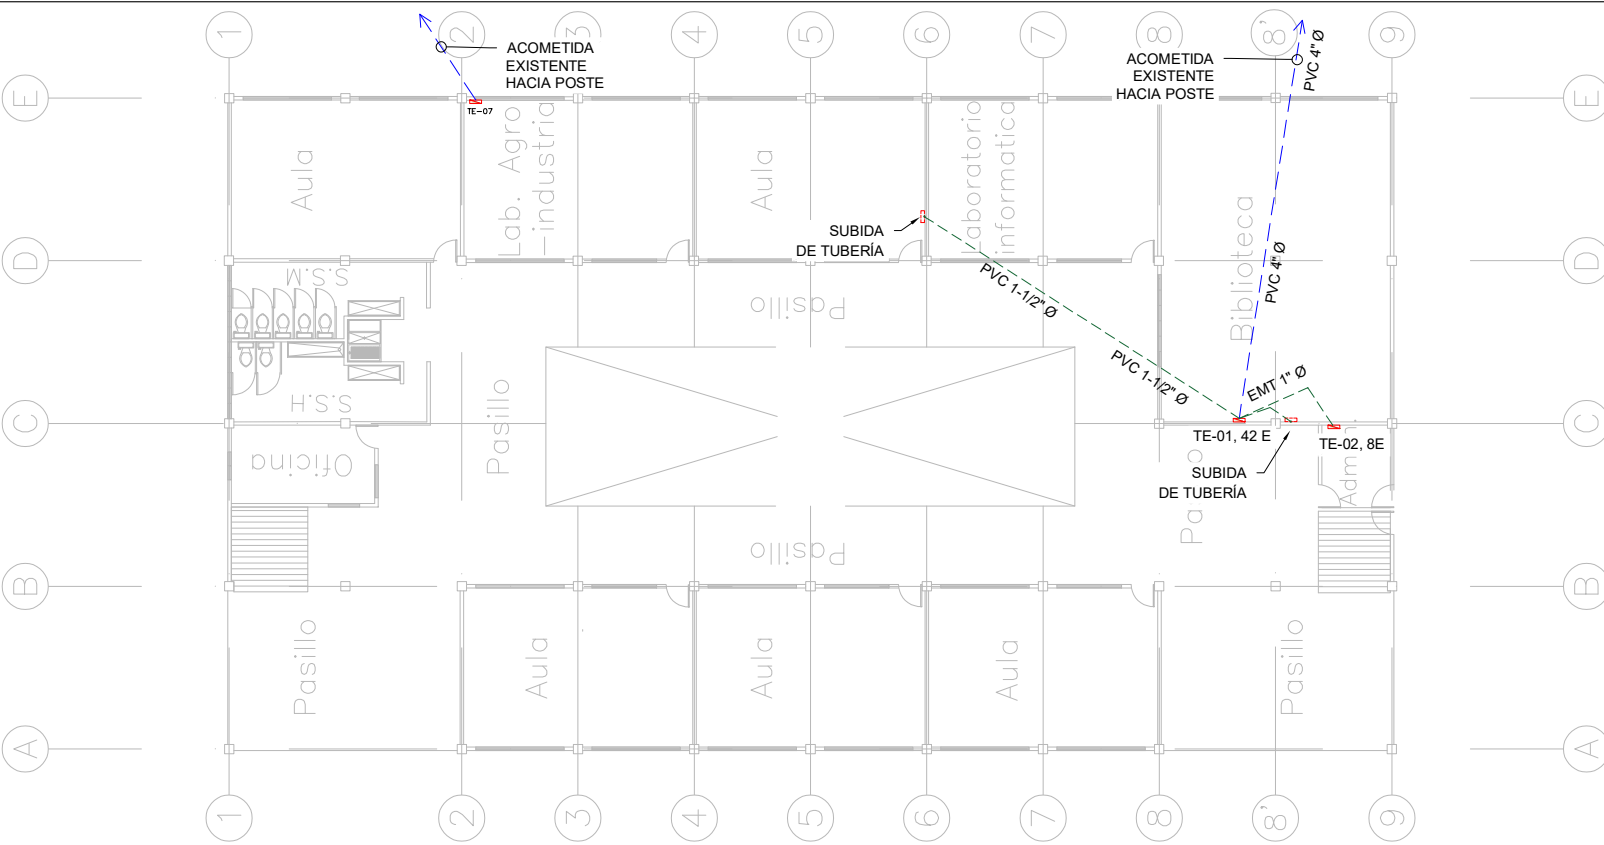 1
2
3
4
5
6
7
8
8'
9
ACOMETIDA
EXISTENTE
HACIA POSTE
ACOMETIDA
EXISTENTE
HACIA POSTE
PVC 4" Ø
E
E
TE-07
Aula
Lab. Agro
-industria
Aula
Laboratorio
informatica
Biblioteca
SUBIDA
DE TUBERÍA
D
D
S.S.M
PVC 1-1/2" Ø
PVC 4" Ø
Pasillo
PVC 1-1/2" Ø
EMT 1" Ø
S.S.H
Pasillo
C
C
TE-01, 42 E
TE-02, 8E
Oficina
SUBIDA
DE TUBERÍA
Pasillo
B
B
Pasillo
Aula
Aula
Aula
Pasillo
A
A
1
2
3
4
5
6
7
8
8'
9